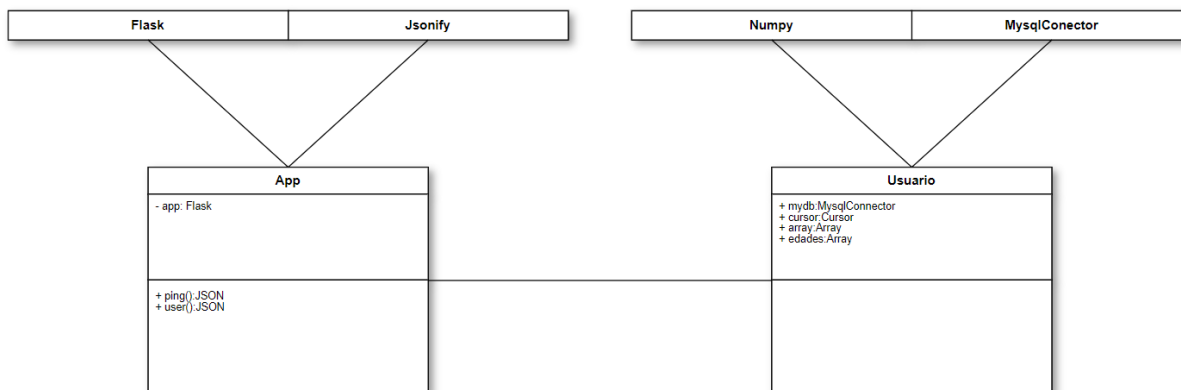 Flask
Jsonify
Numpy
MysqlConector
App
- app: Flask
+ ping():JSON
+ user():JSON
Usuario
+ mydb:MysqlConnector
+ cursor:Cursor
+ array:Array
+ edades:Array